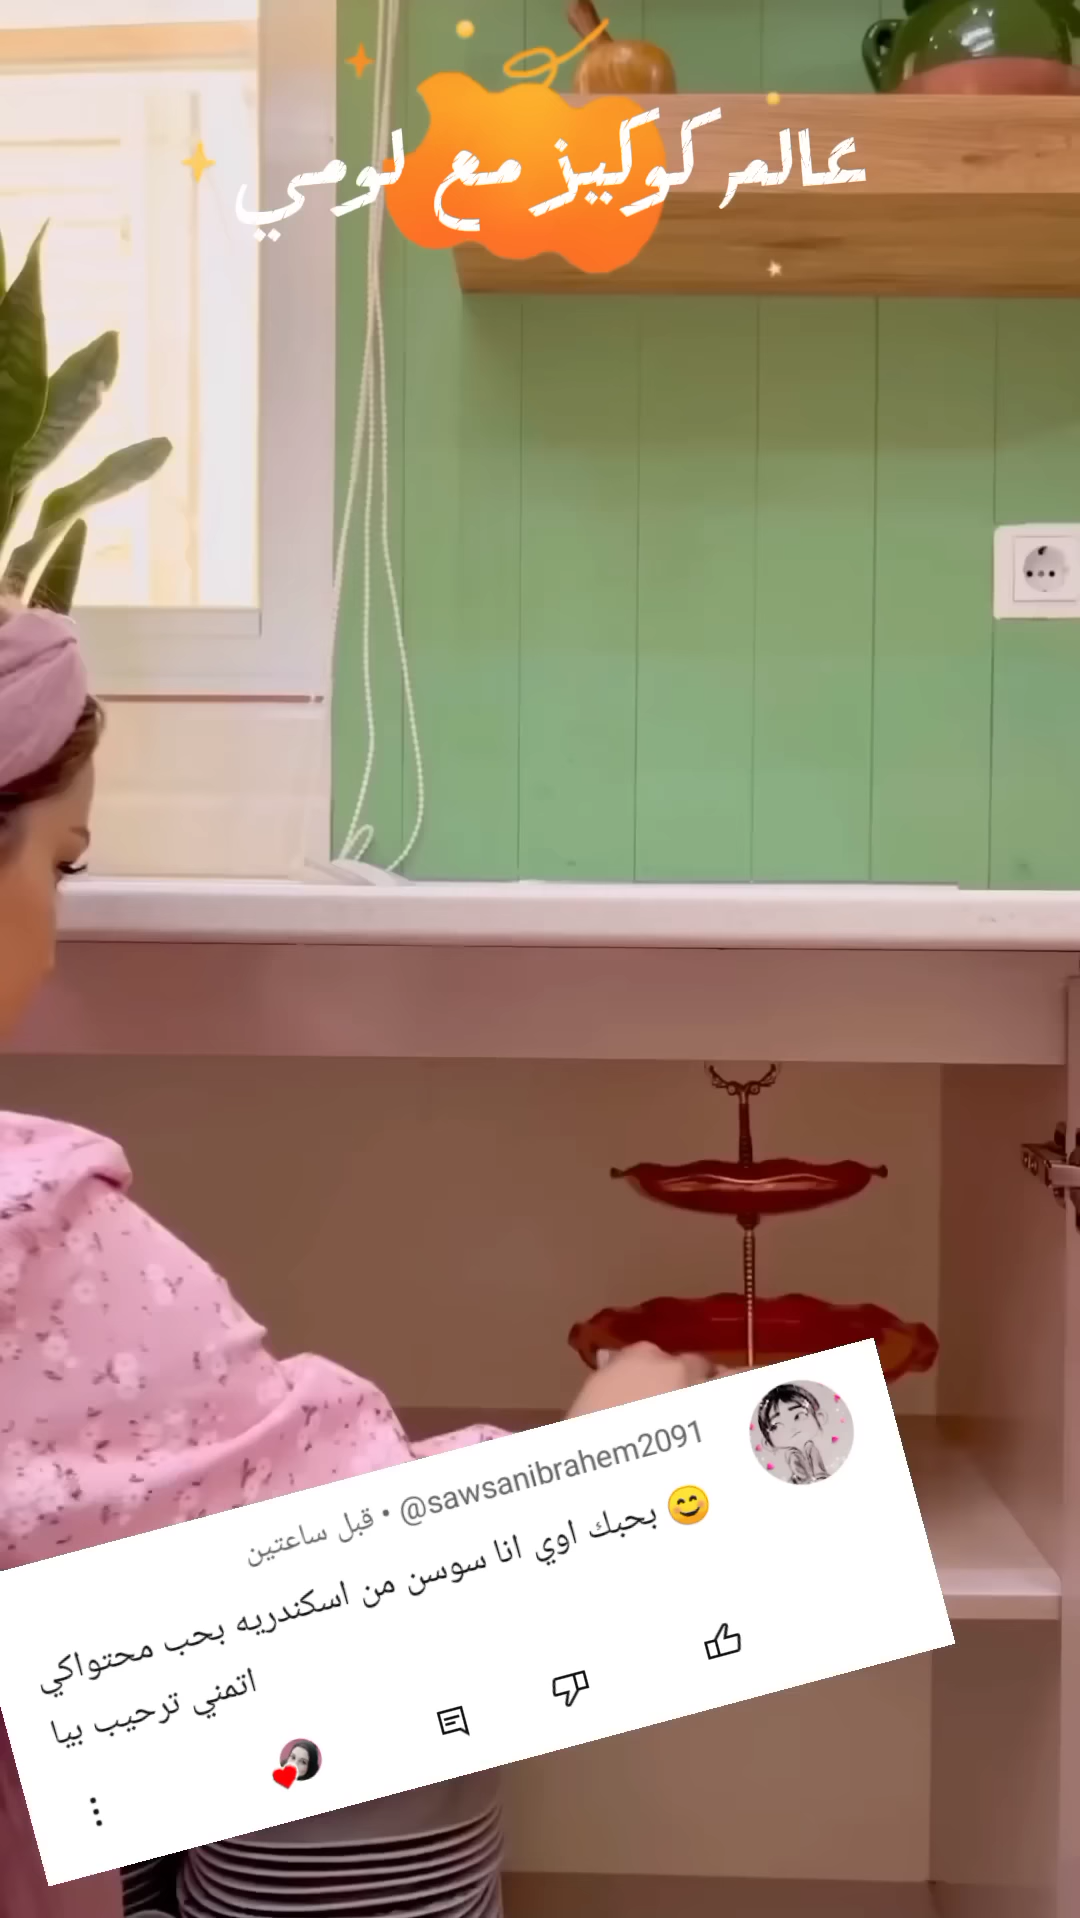 عالم كوكيز مع لومي
@sawsanibrahem2091 • قبل ساعتين
بحبك اوي انا سوسن من اسكندريه بحب محتواكي 😊
اتمني ترحيب بيا